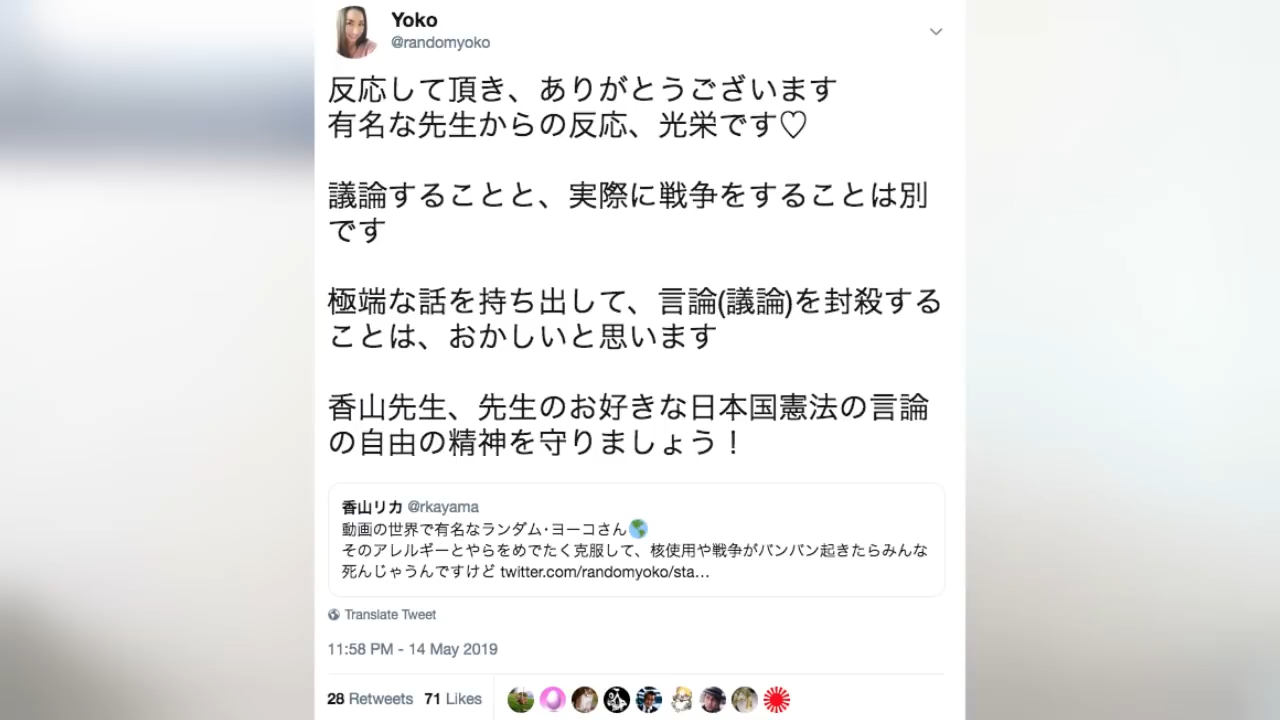 Yoko
@randomyoko
反応して頂き、ありがとうございます
有名な先生からの反応、光栄です♡
議論することと、実際に戦争をすることは別
です
極端な話を持ち出して、言論(議論)を封殺する
ことは、おかしいと思います
香山先生、先生のお好きな日本国憲法の言論
の自由の精神を守りましょう！
香山リカ @rkayama
動画の世界で有名なランダム·ヨーコさん🌎
そのアレルギーとやらをめでたく克服して、核使用や戦争がバンバン起きたらみんな
死んじゃうんですけど twitter.com/randomyoko/sta…
Translate Tweet
11:58 PM - 14 May 2019
28 Retweets 71 Likes